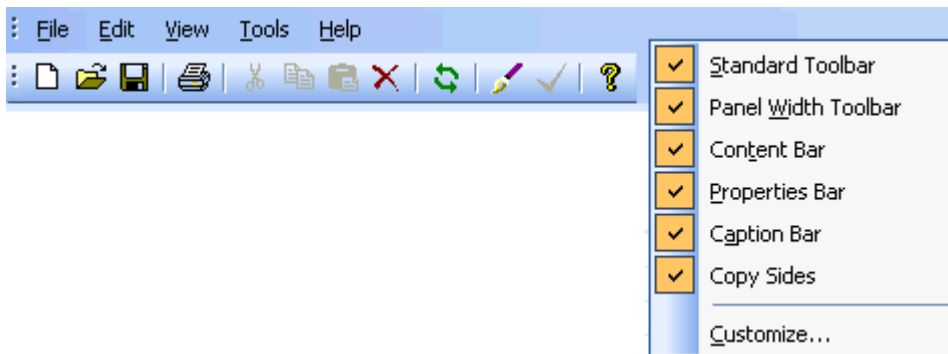 File Edit View Tools Help
Standard Toolbar
Panel Width Toolbar
Content Bar
Properties Bar
Caption Bar
Copy Sides
Customize...